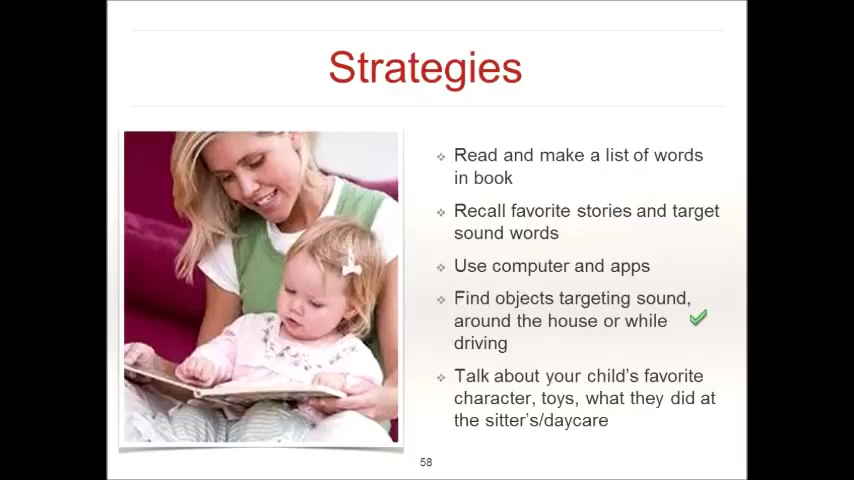 Strategies
Read and make a list of words
in book
Recall favorite stories and target
sound words
Use computer and apps
Find objects targeting sound,
around the house or while
driving
Talk about your child's favorite
character, toys, what they did at
the sitter's/daycare
58